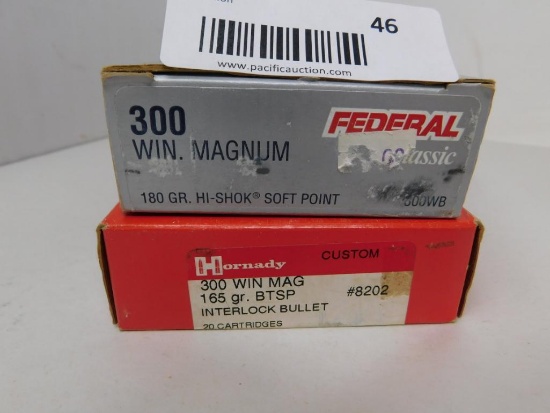 46
www.pacificauction.com
300
WIN. MAGNUM
FEDERAL
Classic
180 GR. HI-SHOK® SOFT POINT
300WB
Hornady
CUSTOM
300 WIN MAG
165 gr. BTSP
#8202
INTERLOCK BULLET
20 CARTRIDGES